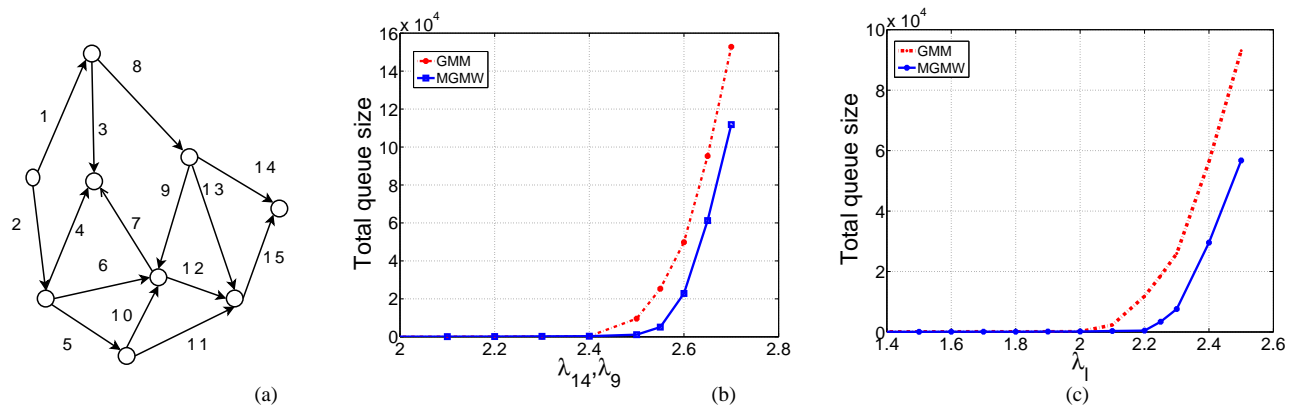 1
2
3
4
5
6
7
8
9
10
11
12
13
14
15
(a)
x 10^4
16
14
12
10
8
6
4
2
0
Total queue size
GMM
MGMW
2 2.2 2.4 2.6 2.8
λ_14,λ_9
(b)
x 10^4
10
8
6
4
2
0
Total queue size
GMM
MGMW
1.4 1.6 1.8 2 2.2 2.4 2.6
λ_l
(c)